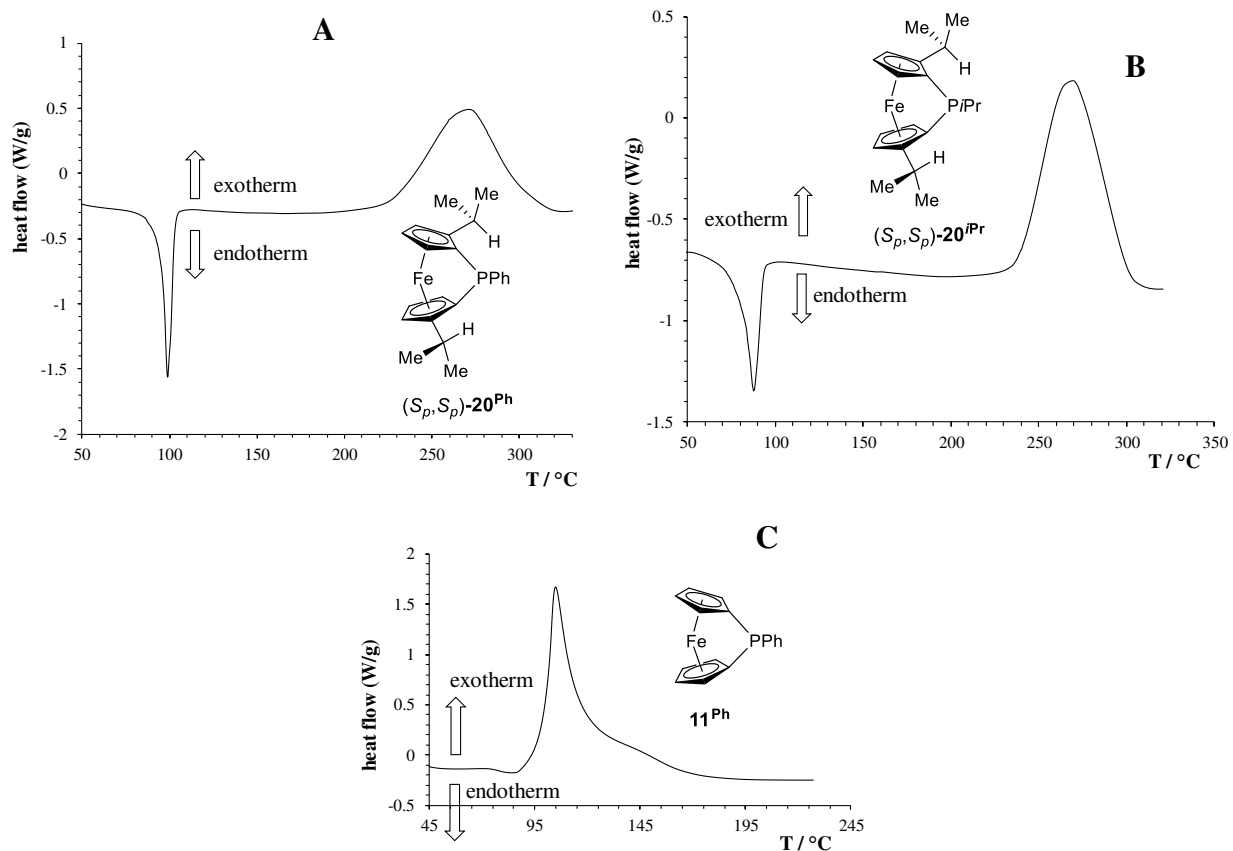 A
heat flow (W/g)
1
0.5
0
-0.5
-1
-1.5
-2
50
100
150
200
250
300
T / °C
exotherm
endotherm
Me
Me
H
Fe
PPh
H
Me
Me
(Sp,Sp)-20Ph
B
heat flow (W/g)
0.5
0
-0.5
-1
-1.5
50
100
150
200
250
300
350
T / °C
exotherm
endotherm
Me
Me
H
Fe
PiPr
H
Me
Me
(Sp,Sp)-20iPr
C
heat flow (W/g)
2
1.5
1
0.5
0
-0.5
45
95
145
195
245
T / °C
exotherm
endotherm
Fe
PPh
11Ph